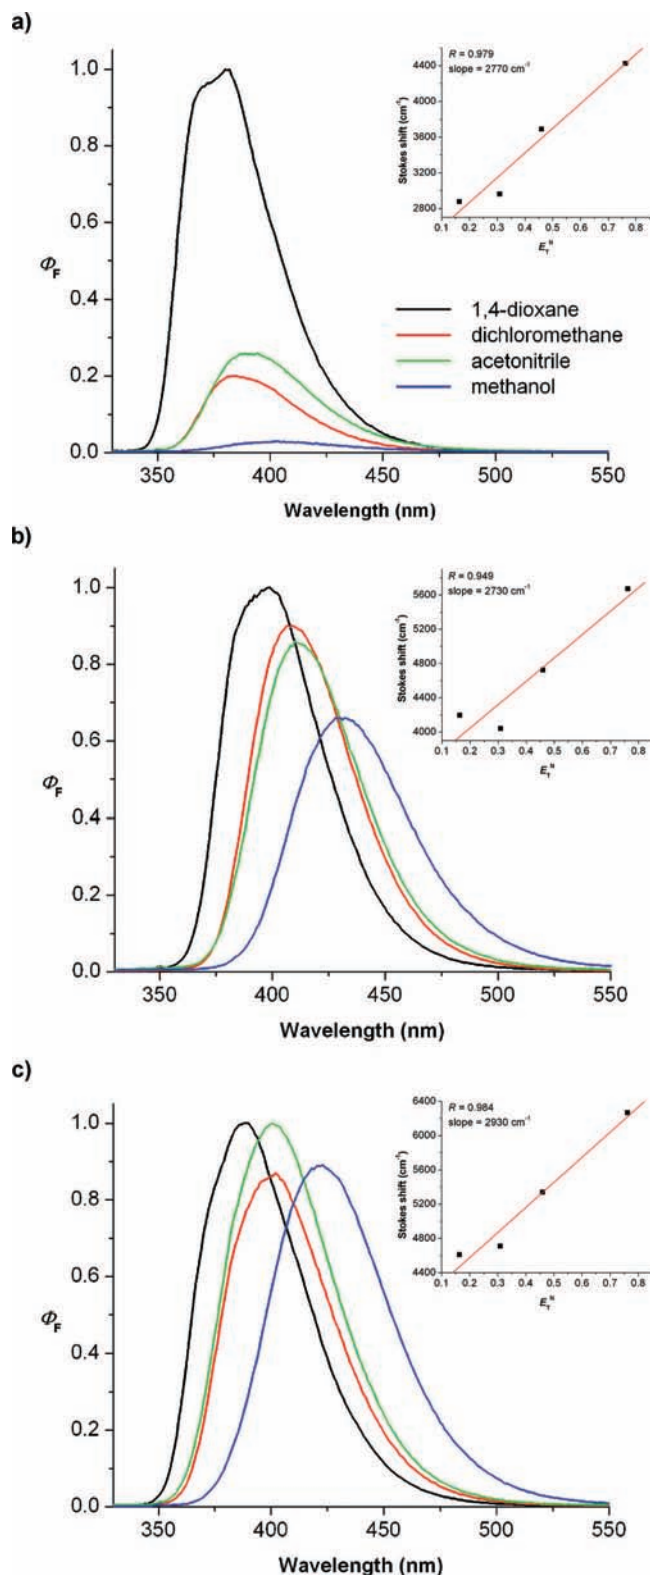 a)
R = 0.979
slope = 2770 cm⁻¹
Stokes shift (cm⁻¹)
4400
4000
3600
3200
2800
0.1 0.2 0.3 0.4 0.5 0.6 0.7 0.8
E_T^N
Φ_F
1.0
0.8
0.6
0.4
0.2
0.0
1,4-dioxane
dichloromethane
acetonitrile
methanol
350 400 450 500 550
Wavelength (nm)
b)
R = 0.949
slope = 2730 cm⁻¹
Stokes shift (cm⁻¹)
5600
4800
4400
4000
0.1 0.2 0.3 0.4 0.5 0.6 0.7 0.8
E_T^N
Φ_F
1.0
0.8
0.6
0.4
0.2
0.0
350 400 450 500 550
Wavelength (nm)
c)
R = 0.984
slope = 2930 cm⁻¹
Stokes shift (cm⁻¹)
6400
6000
5600
5200
4800
4400
0.1 0.2 0.3 0.4 0.5 0.6 0.7 0.8
E_T^N
Φ_F
1.0
0.8
0.6
0.4
0.2
0.0
350 400 450 500 550
Wavelength (nm)